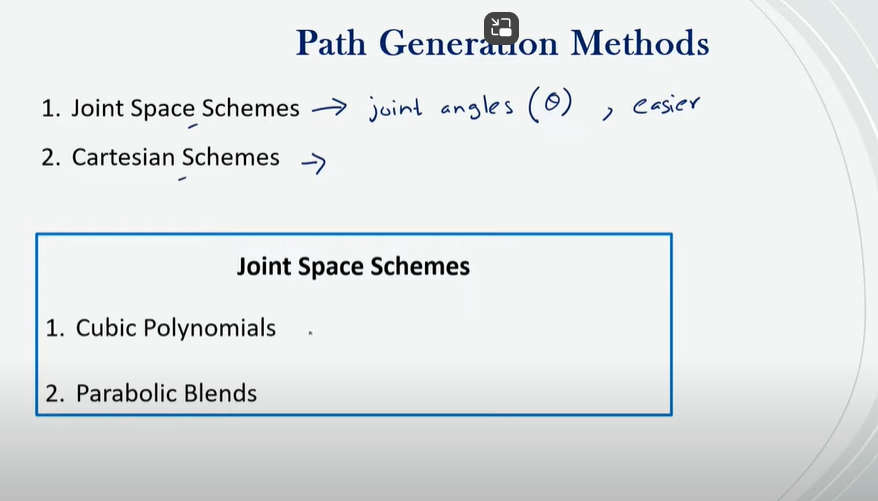 Path Generation Methods
1. Joint Space Schemes → joint angles (θ) , easier
2. Cartesian Schemes →
Joint Space Schemes
1. Cubic Polynomials
2. Parabolic Blends